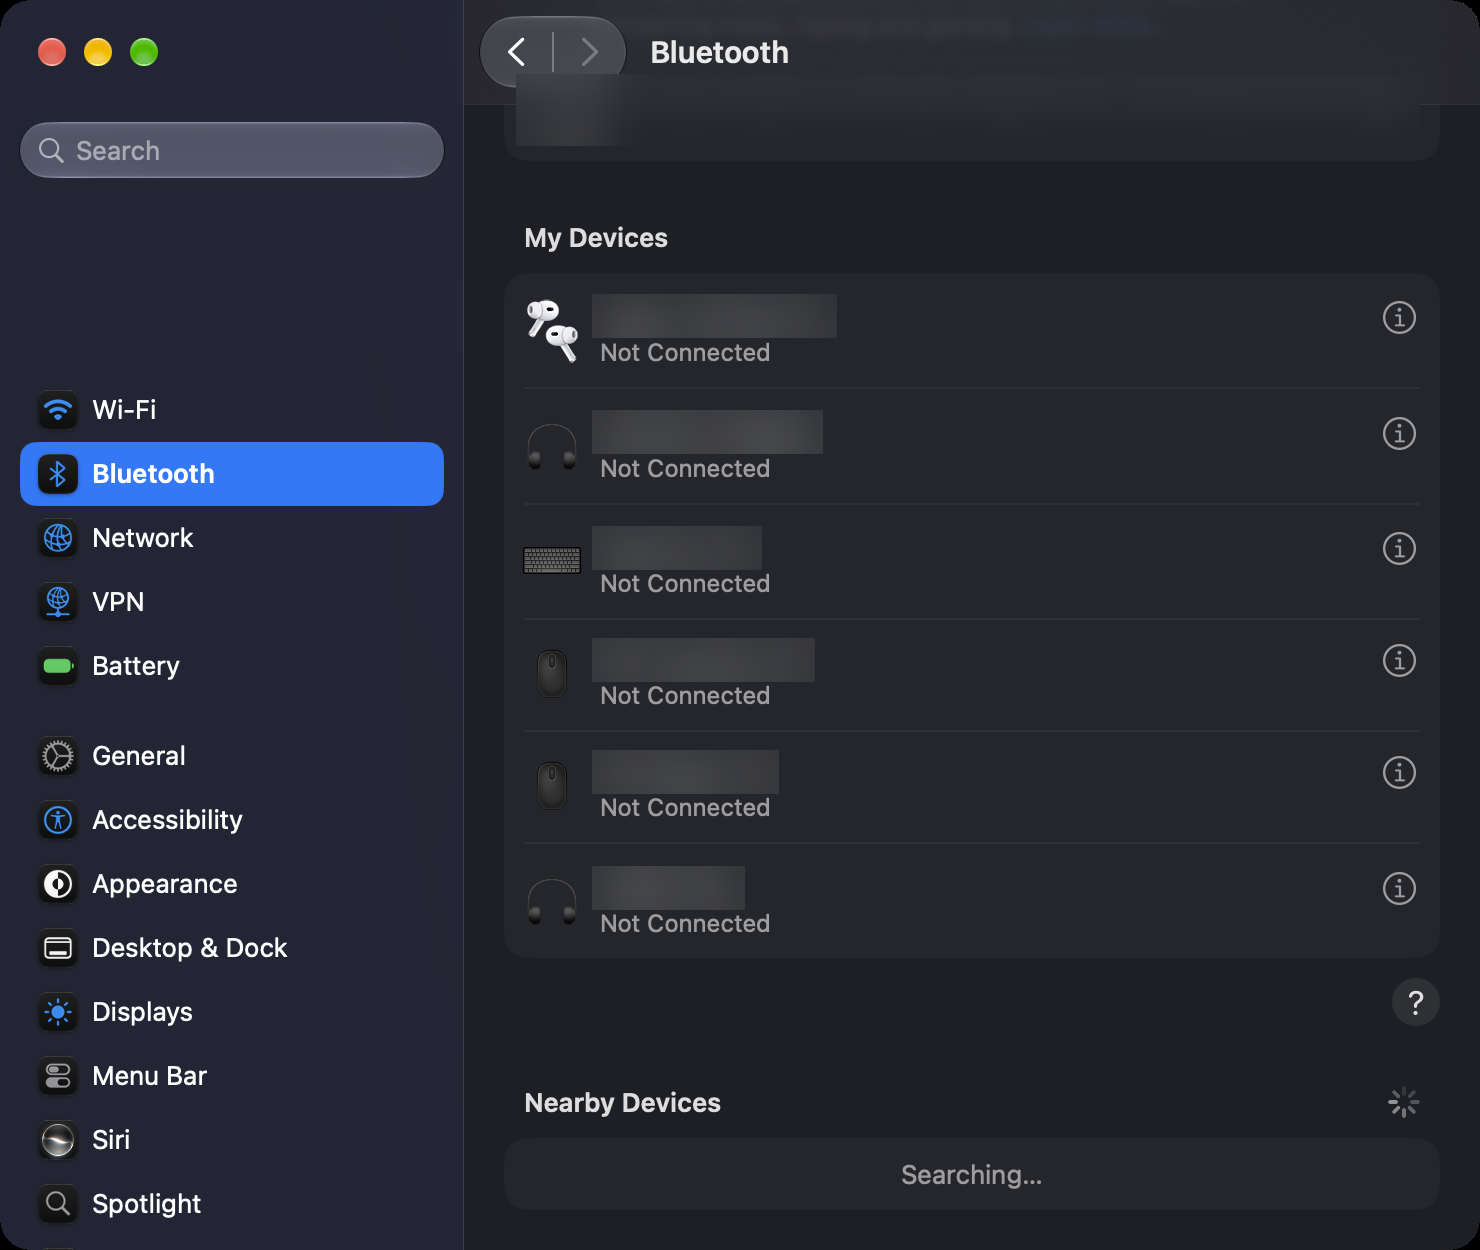 Bluetooth
Search
Wi-Fi
Bluetooth
Network
VPN
Battery
General
Accessibility
Appearance
Desktop & Dock
Displays
Menu Bar
Siri
Spotlight
My Devices
Not Connected
Not Connected
Not Connected
Not Connected
Not Connected
Not Connected
?
Nearby Devices
Searching...